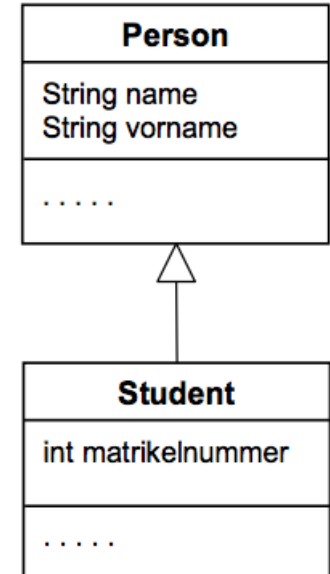 Person
String name
String vorname
. . . . .
Student
int matrikelnummer
. . . . .